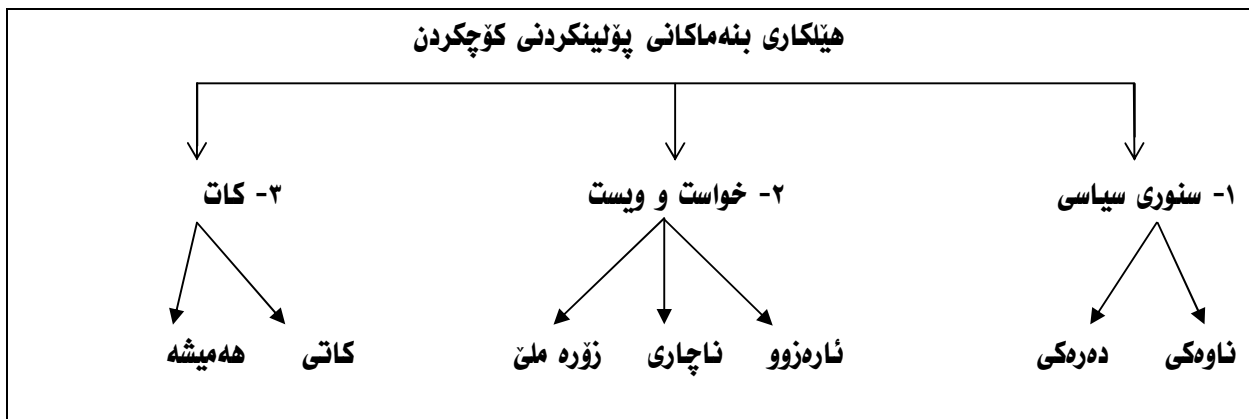 هێلکاری بنەماکانی پۆلینکردنی کۆچکردن
١- سنوری سیاسی
٢- خواست و ویست
٣- کات
ناوەکی
دەرەکی
ئارەزوو
ناچاری
زۆرە ملێ
کاتی
هەمیشە